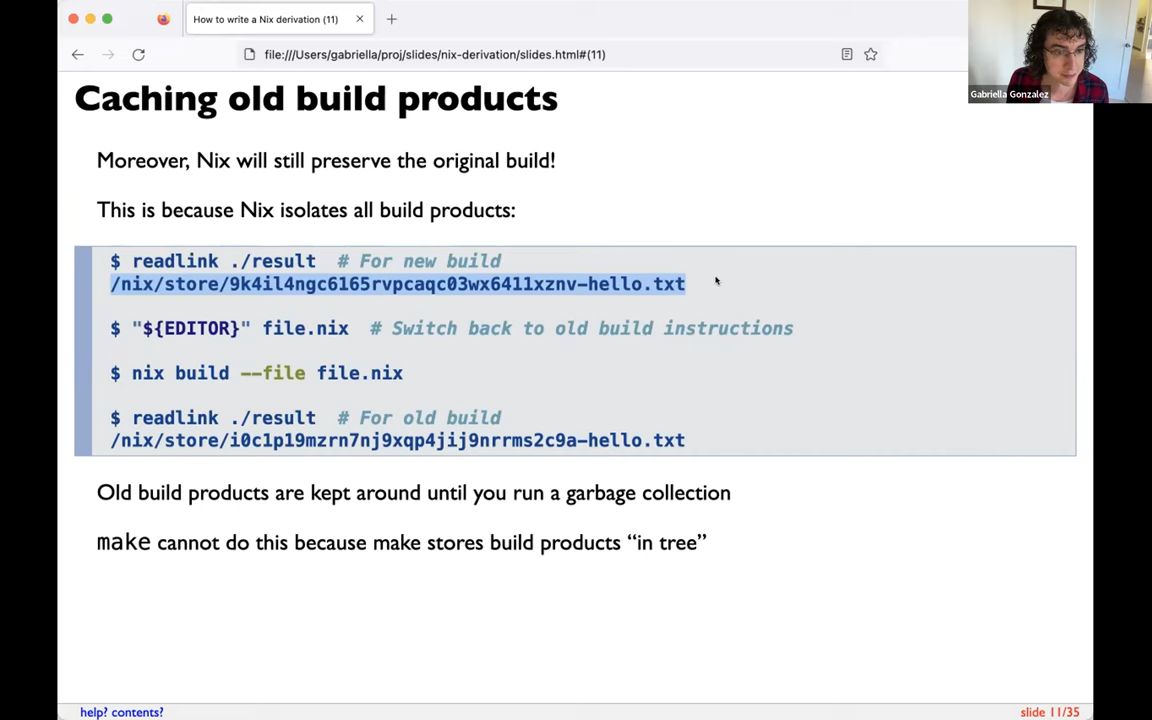 How to write a Nix derivation (11)
file:///Users/gabriella/proj/slides/nix-derivation/slides.html#(11)
Gabriella Gonzalez
Caching old build products
Moreover, Nix will still preserve the original build!
This is because Nix isolates all build products:
$ readlink ./result # For new build
/nix/store/9k4il4ngc6165rvpcaqc03wx6411xznv-hello.txt
$ "${EDITOR}" file.nix # Switch back to old build instructions
$ nix build --file file.nix
$ readlink ./result # For old build
/nix/store/i0c1p19mzrn7nj9xqp4jij9nrrms2c9a-hello.txt
Old build products are kept around until you run a garbage collection
make cannot do this because make stores build products “in tree”
help? contents?
slide 11/35